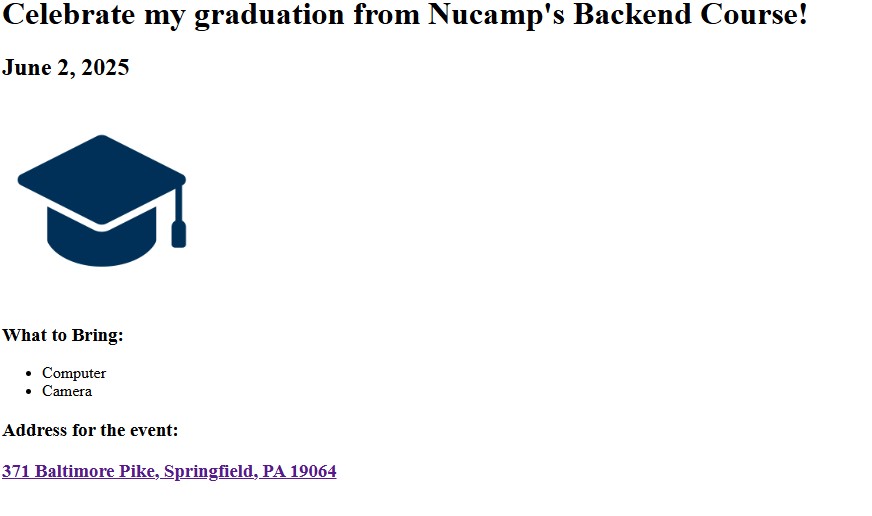 Celebrate my graduation from Nucamp's Backend Course!
June 2, 2025
What to Bring:
Computer
Camera
Address for the event:
371 Baltimore Pike, Springfield, PA 19064